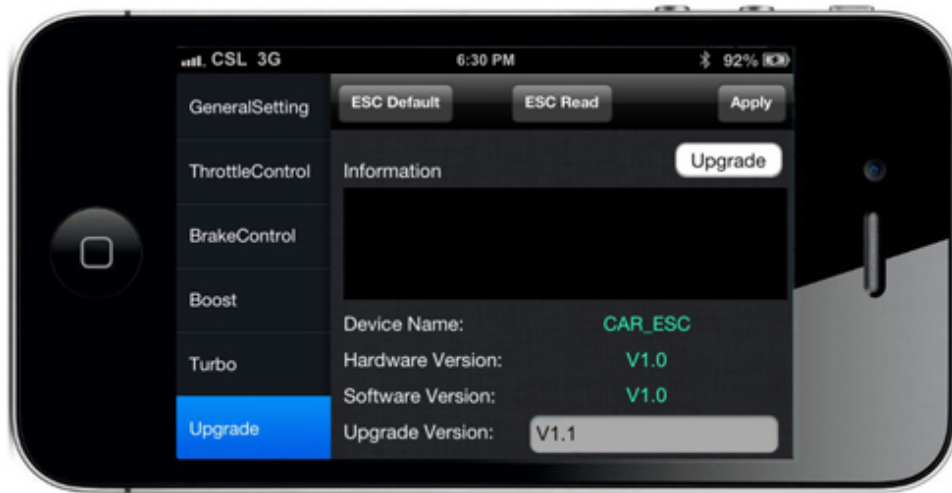 CSL 3G 6:30 PM 92%
GeneralSetting
ThrottleControl
BrakeControl
Boost
Turbo
Upgrade
ESC Default ESC Read Apply
Information Upgrade
Device Name: CAR_ESC
Hardware Version: V1.0
Software Version: V1.0
Upgrade Version: V1.1